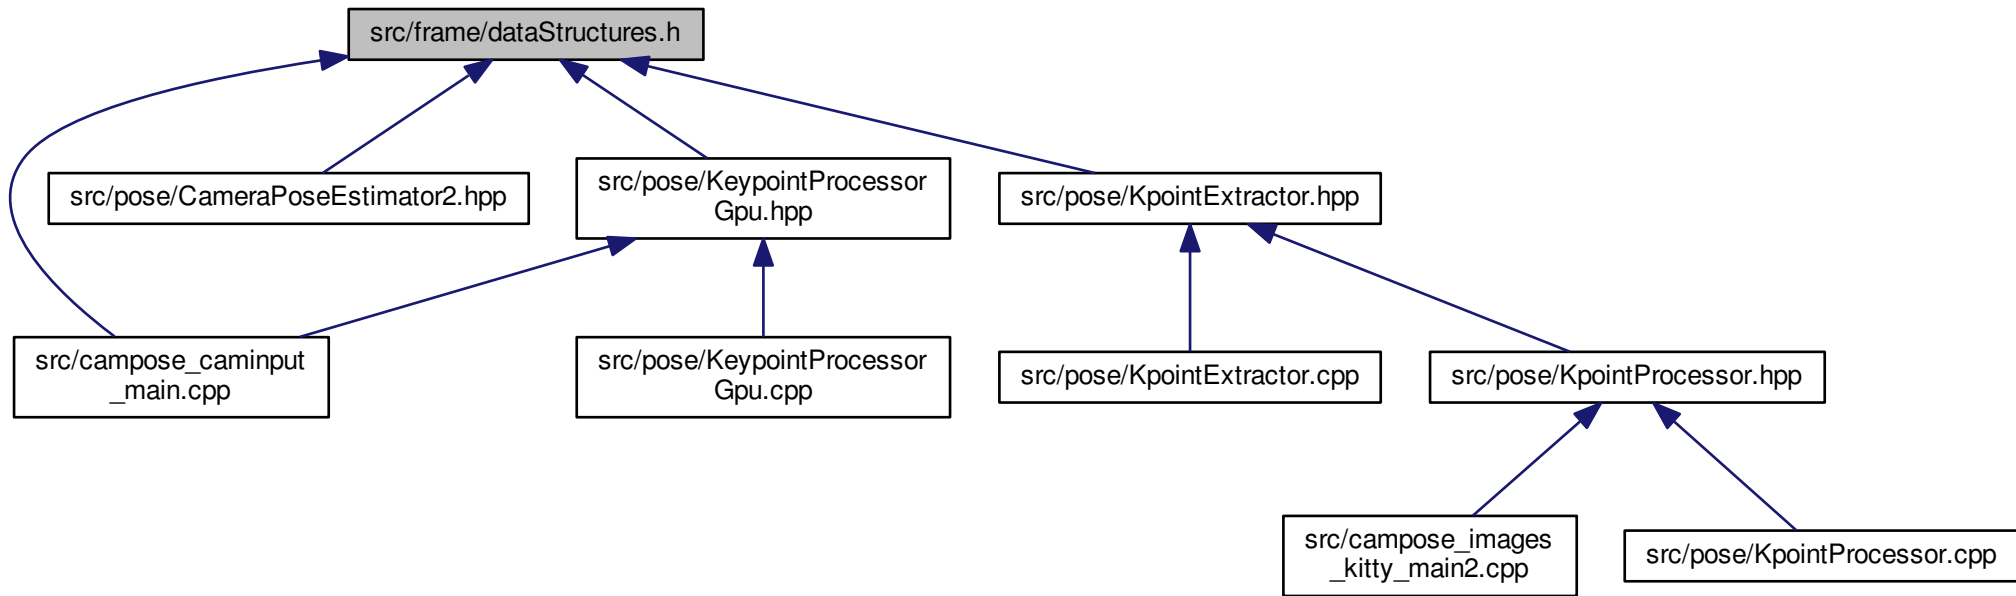 src/frame/dataStructures.h
src/pose/CameraPoseEstimator2.hpp
src/pose/KeypointProcessor
Gpu.hpp
src/pose/KpointExtractor.hpp
src/campose_caminput
_main.cpp
src/pose/KeypointProcessor
Gpu.cpp
src/pose/KpointExtractor.cpp
src/pose/KpointProcessor.hpp
src/campose_images
_kitty_main2.cpp
src/pose/KpointProcessor.cpp